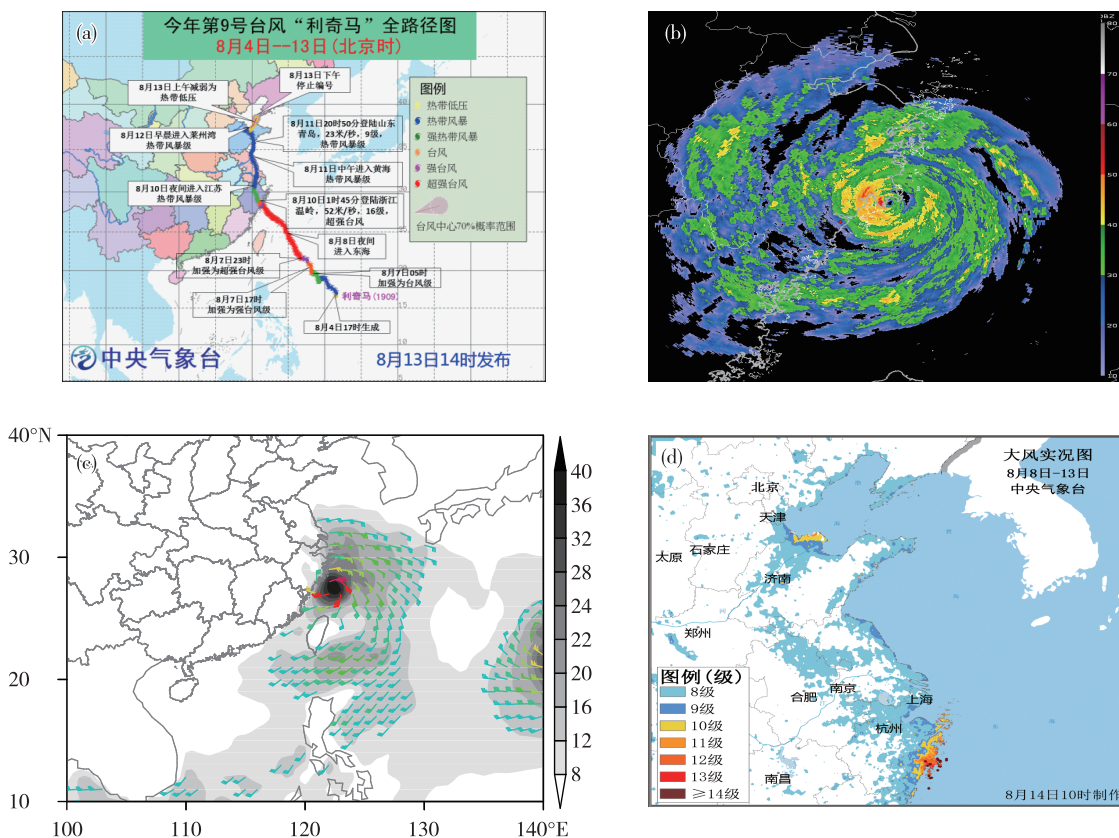 (a)
今年第9号台风“利奇马”全路径图
8月4日--13日(北京时)
8月13日下午
停止编号
8月13日上午减弱为
热带低压
8月12日早晨进入莱州湾
热带风暴级
8月11日20时50分登陆山东
青岛，23米/秒，9级，
热带风暴级
8月11日中午进入黄海
热带风暴级
8月10日夜间进入江苏
热带风暴级
8月10日1时45分登陆浙江
温岭，52米/秒，16级，
超强台风
8月8日夜间
进入东海
8月7日23时
加强为超强台风级
8月7日05时
加强为台风级
8月7日17时
加强为强台风级
利奇马(1909)
8月4日17时生成
图例
热带低压
热带风暴
强热带风暴
台风
强台风
超强台风
台风中心70%概率范围
中央气象台
8月13日14时发布
(b)
70
60
50
40
30
20
10
(c)
40°N
30
20
10
100
110
120
130
140°E
40
36
32
28
24
22
20
16
14
12
8
(d)
大风实况图
8月8日-13日
中央气象台
北京
天津
石家庄
太原
济南
郑州
合肥
南京
上海
杭州
南昌
图例(级)
8级
9级
10级
11级
12级
13级
≥14级
8月14日10时制作